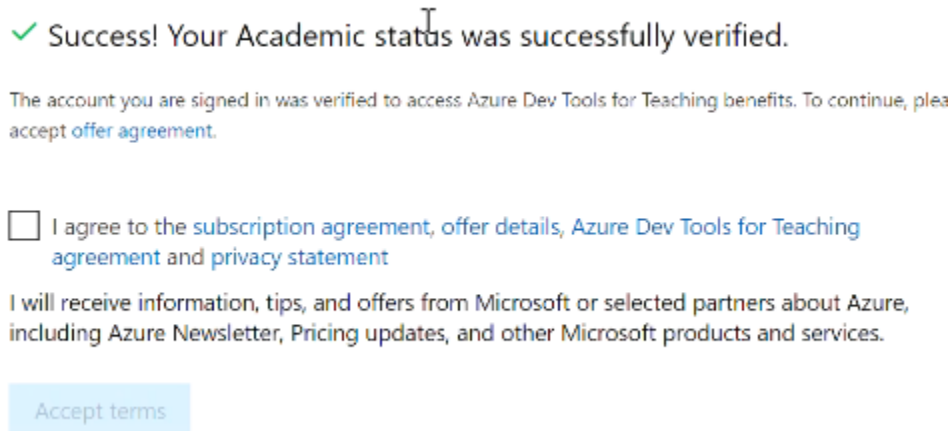 Success! Your Academic status was successfully verified.
The account you are signed in was verified to access Azure Dev Tools for Teaching benefits. To continue, plea
accept offer agreement.
I agree to the subscription agreement, offer details, Azure Dev Tools for Teaching
agreement and privacy statement
I will receive information, tips, and offers from Microsoft or selected partners about Azure,
including Azure Newsletter, Pricing updates, and other Microsoft products and services.
Accept terms